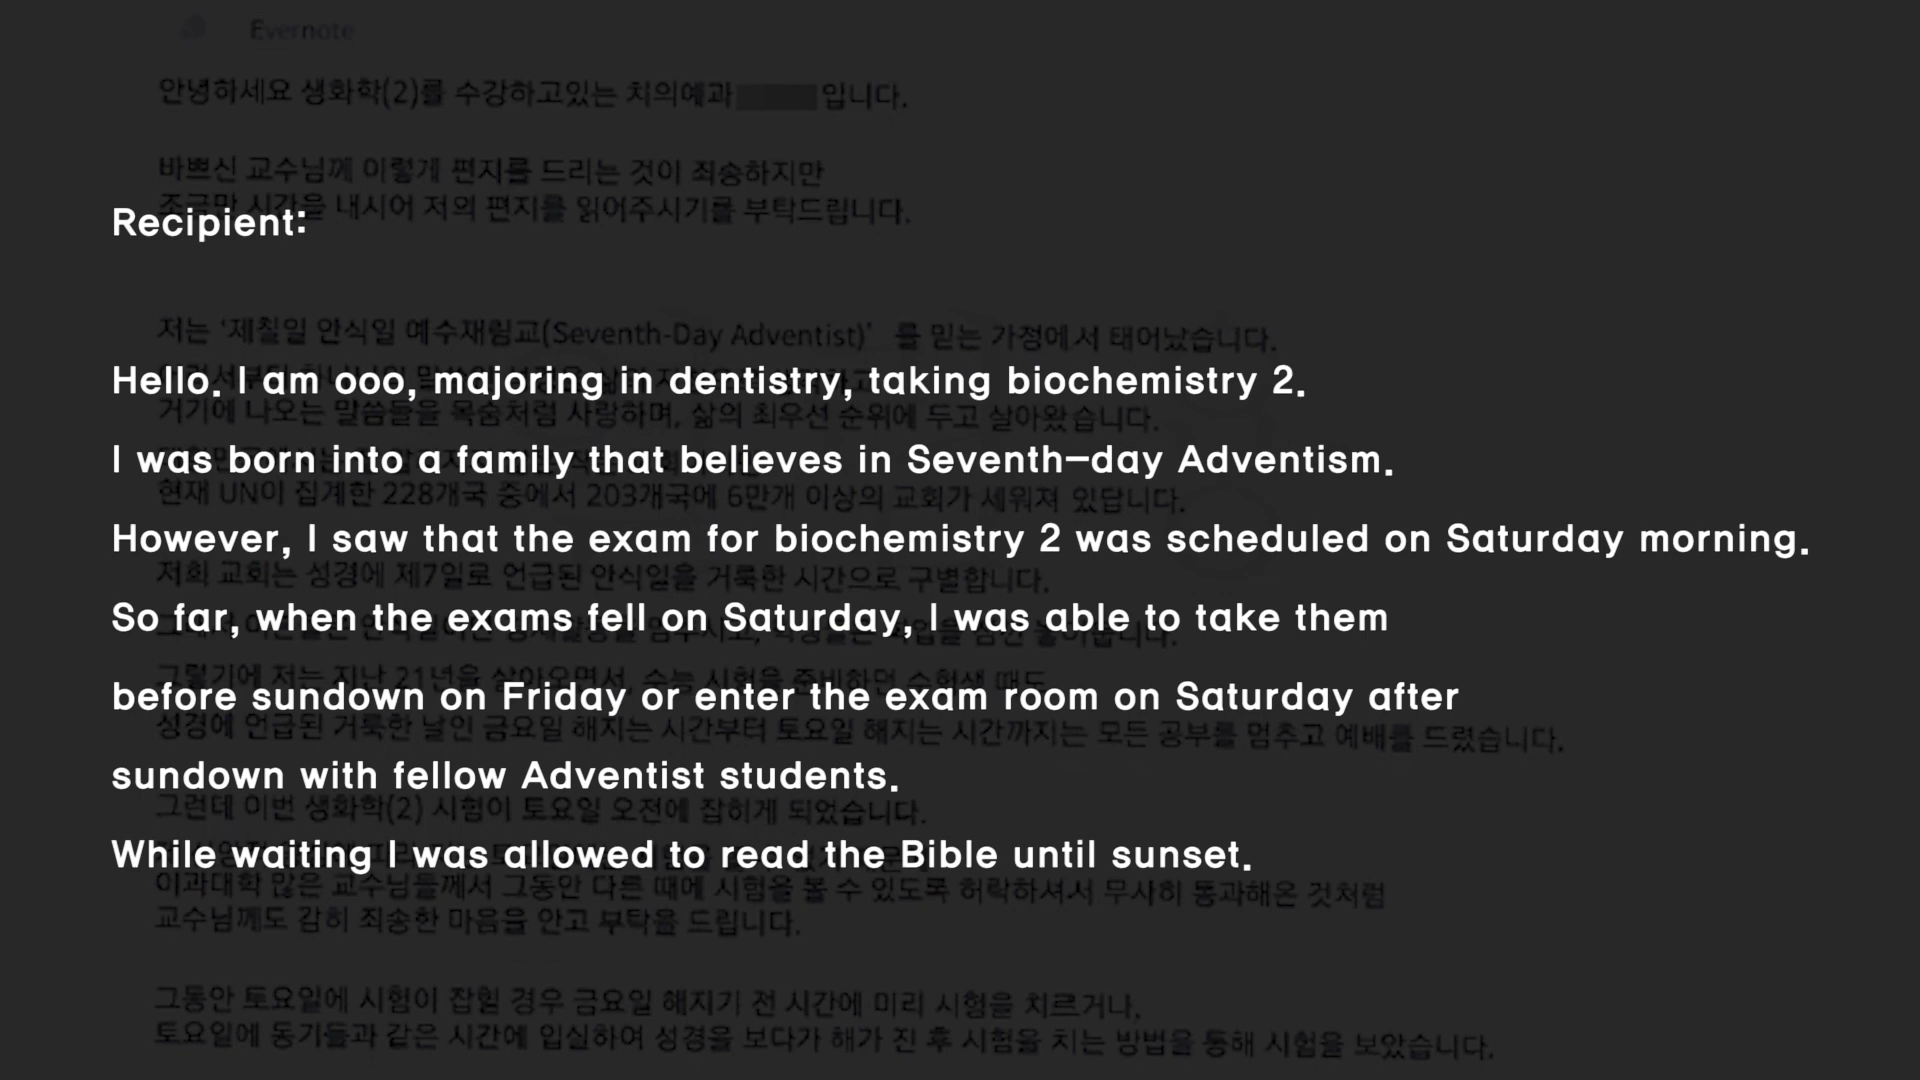 Evernote
안녕하세요 생화학(2)를 수강하고있는 치의예과 입니다.
바쁘신 교수님께 이렇게 편지를 드리는 것이 죄송하지만
조금만 시간을 내시어 저의 편지를 읽어주시기를 부탁드립니다.
Recipient:
저는 '제칠일 안식일 예수재림교(Seventh-Day Adventist)' 를 믿는 가정에서 태어났습니다.
Hello. I am ooo, majoring in dentistry, taking biochemistry 2.
거기에 나오는 말씀들을 목숨처럼 사랑하며, 삶의 최우선 순위에 두고 살아왔습니다.
I was born into a family that believes in Seventh-day Adventism.
현재 UN이 집계한 228개국 중에서 203개국에 6만개 이상의 교회가 세워져 있답니다.
However, I saw that the exam for biochemistry 2 was scheduled on Saturday morning.
저희 교회는 성경에 제7일로 언급된 안식일을 거룩한 시간으로 구별합니다.
So far, when the exams fell on Saturday, I was able to take them
그렇기에 저는 지난 21년을 살아오면서, 수능 시험을 준비하던 수험생 때도
before sundown on Friday or enter the exam room on Saturday after
성경에 언급된 거룩한 날인 금요일 해지는 시간부터 토요일 해지는 시간까지는 모든 공부를 멈추고 예배를 드렸습니다.
sundown with fellow Adventist students.
그런데 이번 생화학(2) 시험이 토요일 오전에 잡히게 되었습니다.
While waiting I was allowed to read the Bible until sunset.
이과대학 많은 교수님들께서 그동안 다른 때에 시험을 볼 수 있도록 허락하셔서 무사히 통과해온 것처럼
교수님께도 감히 죄송한 마음을 안고 부탁을 드립니다.
그동안 토요일에 시험이 잡힐 경우 금요일 해지기 전 시간에 미리 시험을 치르거나,
토요일에 동기들과 같은 시간에 입실하여 성경을 보다가 해가 진 후 시험을 치는 방법을 통해 시험을 보았습니다.